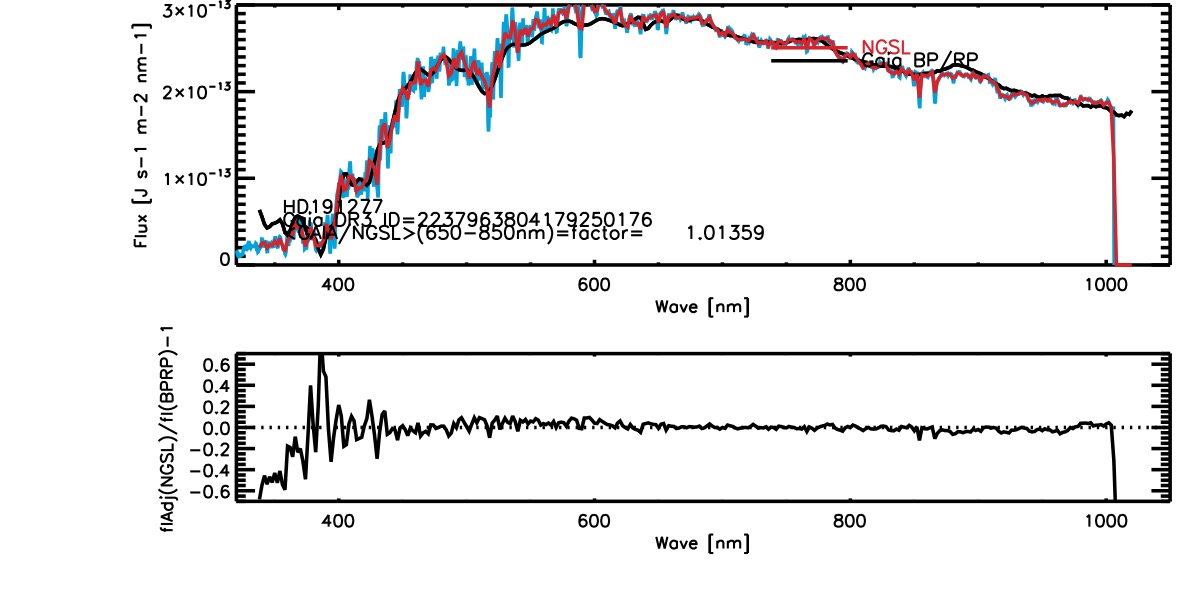 3×10−13
2×10−13
1×10−13
0
Flux [J s−1 m−2 nm−1]
NGSL
Gaia BP/RP
HD191277
Gaia DR3 ID=2237963804179250176
<GAIA/NGSL>(650−850nm)=factor= 1.01359
400 600 800 1000
Wave [nm]
flAdj(NGSL)/fl(BPRP)−1
0.6
0.4
0.2
0.0
−0.2
−0.4
−0.6
400 600 800 1000
Wave [nm]